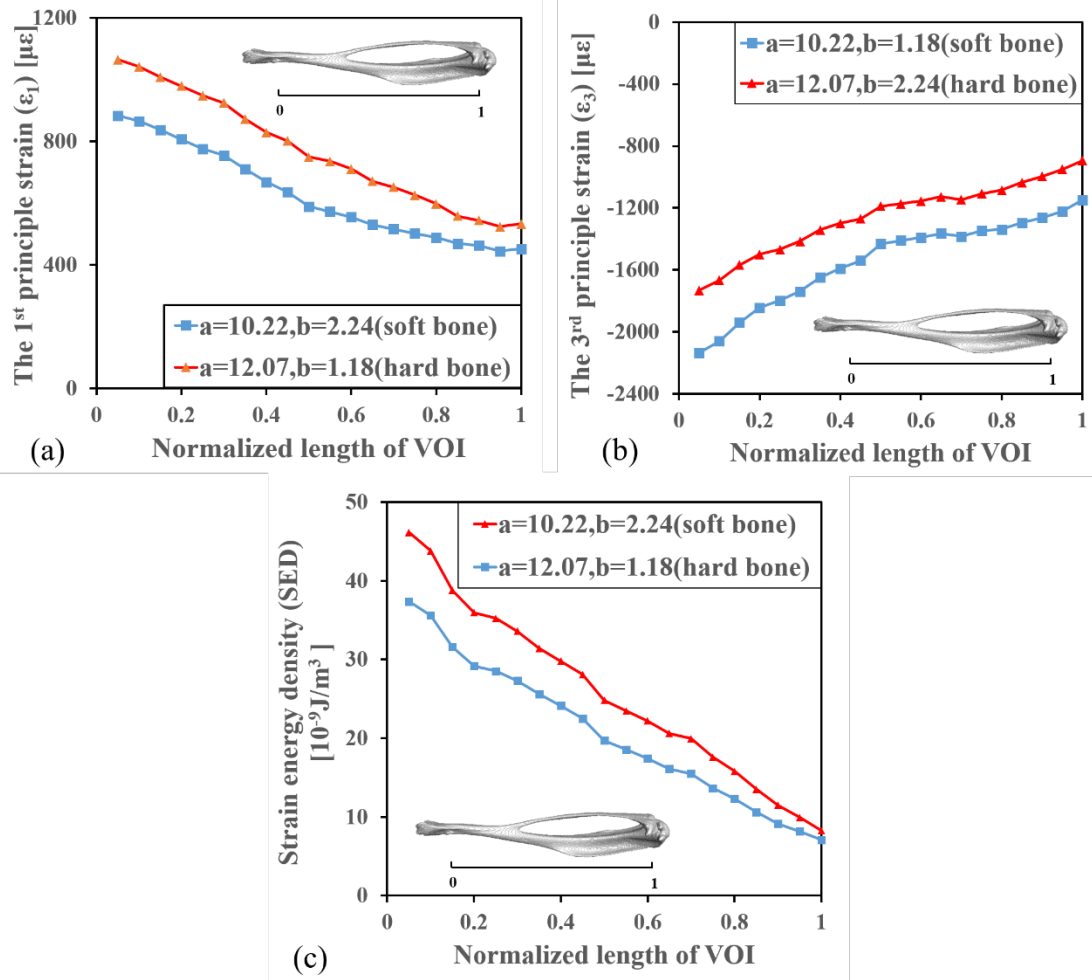 The 1st principle strain (ε1) [με]
1200
800
400
0
0
1
a=10.22,b=2.24(soft bone)
a=12.07,b=1.18(hard bone)
0
0.2
0.4
0.6
0.8
1
Normalized length of VOI
(a)
The 3rd principle strain (ε3) [με]
0
-400
-800
-1200
-1600
-2000
-2400
a=10.22,b=1.18(soft bone)
a=12.07,b=2.24(hard bone)
0
1
0
0.2
0.4
0.6
0.8
1
Normalized length of VOI
(b)
Strain energy density (SED)
[10-9J/m3]
50
40
30
20
10
0
a=10.22,b=2.24(soft bone)
a=12.07,b=1.18(hard bone)
0
1
0
0.2
0.4
0.6
0.8
1
Normalized length of VOI
(c)